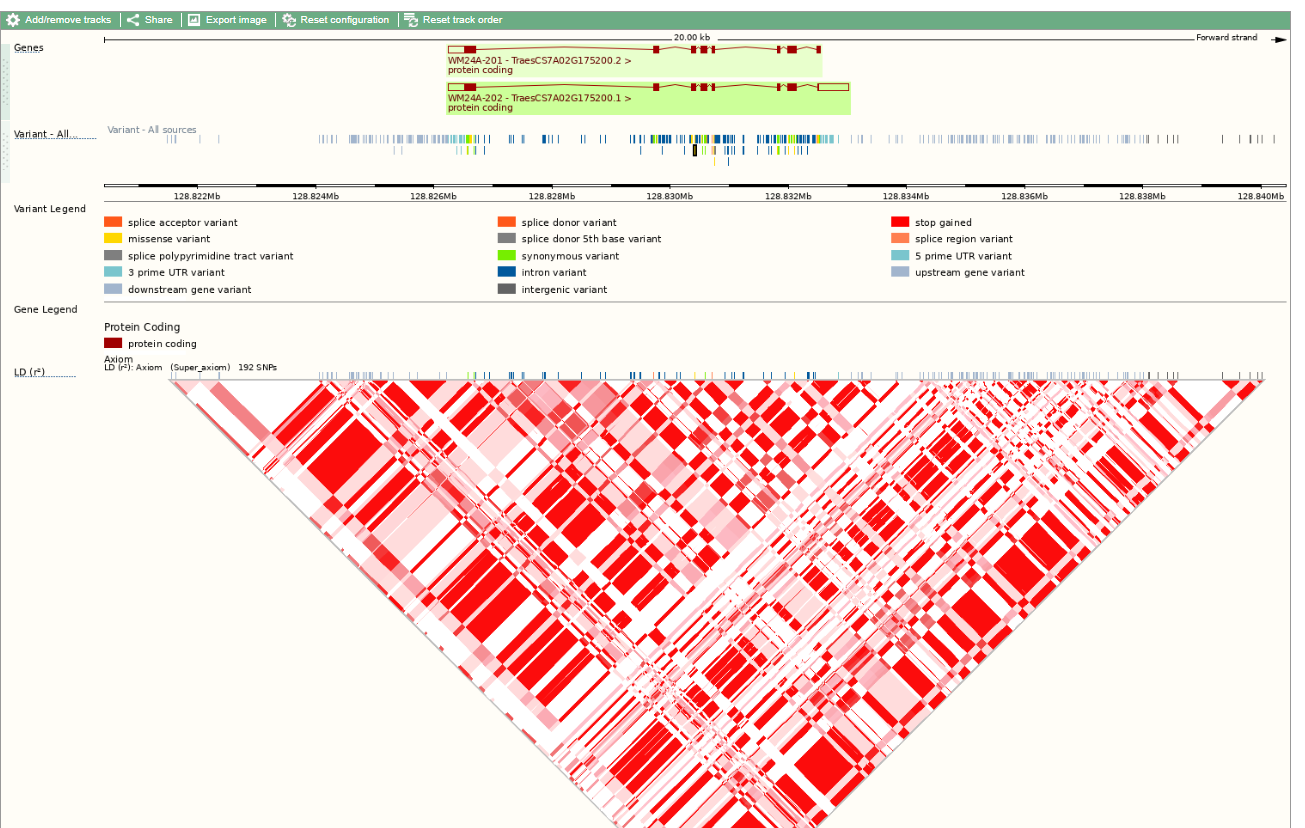 Add/remove tracks Share Export image Reset configuration Reset track order
20.00 kb Forward strand
Genes
WM24A-201 - TraesCS7A02G175200.2 >
protein coding
WM24A-202 - TraesCS7A02G175200.1 >
protein coding
Variant - All... Variant - All sources
128.822Mb 128.824Mb 128.826Mb 128.828Mb 128.830Mb 128.832Mb 128.834Mb 128.836Mb 128.838Mb 128.840Mb
Variant Legend
splice acceptor variant splice donor variant stop gained
missense variant splice donor 5th base variant splice region variant
splice polypyrimidine tract variant synonymous variant 5 prime UTR variant
3 prime UTR variant intron variant upstream gene variant
downstream gene variant intergenic variant
Gene Legend
Protein Coding
protein coding
Axiom
LD (r²): Axiom (Super_axiom) 192 SNPs
LD (r²)